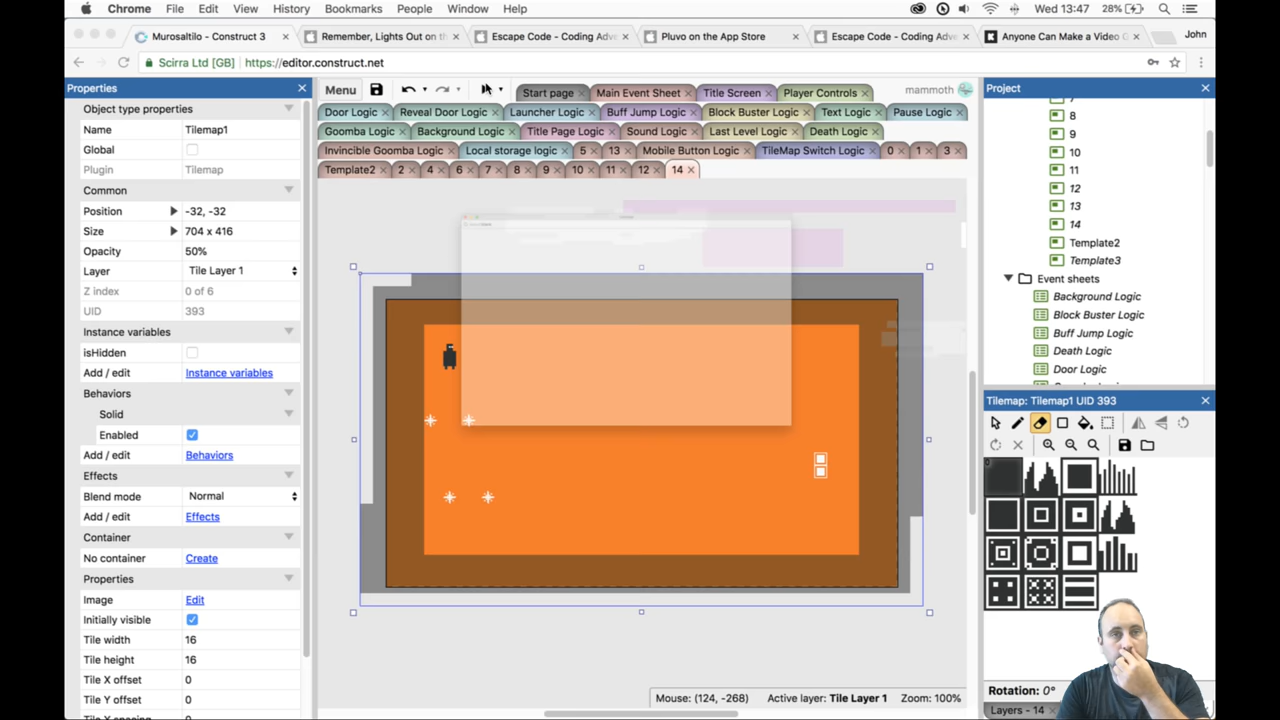 Chrome File Edit View History Bookmarks People Window Help Wed 13:47 28%
Murosaltilo - Construct 3 Remember, Lights Out on th Escape Code - Coding Adve Pluvo on the App Store Escape Code - Coding Adve Anyone Can Make a Video G John
Scirra Ltd [GB] https://editor.construct.net
Properties
Menu Start page Main Event Sheet Title Screen Player Controls mammoth
Project
Object type properties
Name Tilemap1
Global
Plugin Tilemap
Common
Position -32, -32
Size 704 x 416
Opacity 50%
Layer Tile Layer 1
Z index 0 of 6
UID 393
Instance variables
isHidden
Add / edit Instance variables
Behaviors
Solid
Enabled
Add / edit Behaviors
Effects
Blend mode Normal
Add / edit Effects
Container
No container Create
Properties
Image Edit
Initially visible
Tile width 16
Tile height 16
Tile X offset 0
Tile Y offset 0
Door Logic Reveal Door Logic Launcher Logic Buff Jump Logic Block Buster Logic Text Logic Pause Logic
Goomba Logic Background Logic Title Page Logic Sound Logic Last Level Logic Death Logic
Invincible Goomba Logic Local storage logic 5 13 Mobile Button Logic TileMap Switch Logic 0 1 3
Template2 2 4 6 7 8 9 10 11 12 14
Mouse: (124, -268) Active layer: Tile Layer 1 Zoom: 100%
8
9
10
11
12
13
14
Template2
Template3
Event sheets
Background Logic
Block Buster Logic
Buff Jump Logic
Death Logic
Door Logic
Tilemap: Tilemap1 UID 393
Rotation: 0°
Layers - 14